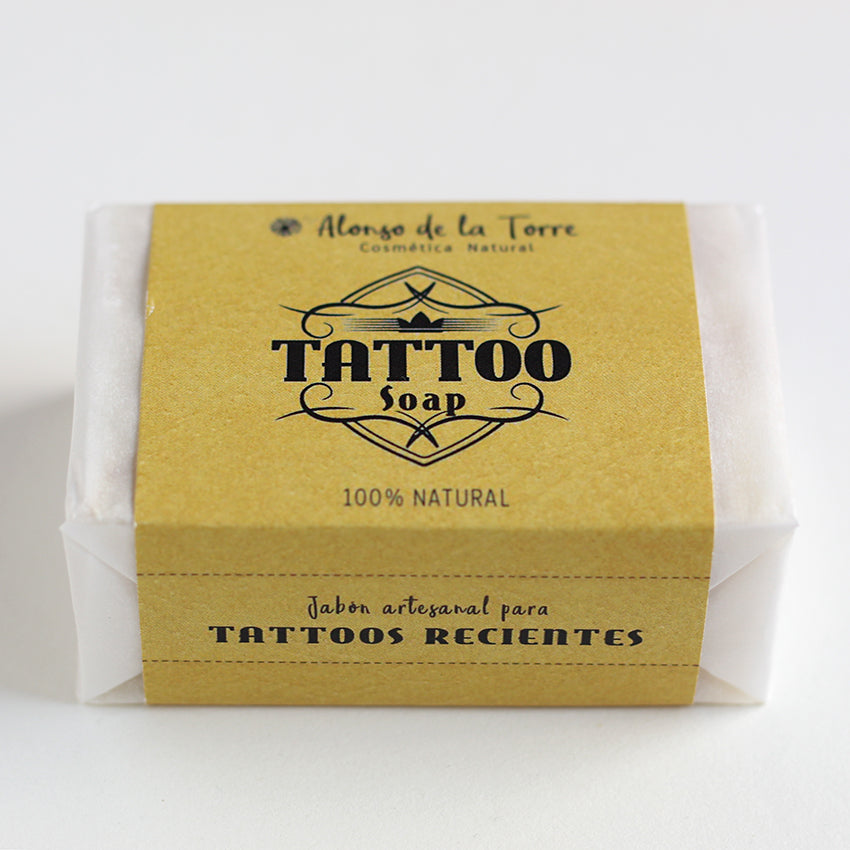 Alonso de la Torre
Cosmética Natural
TATTOO
Soap
100% NATURAL
Jabón artesanal para
TATTOOS RECIENTES